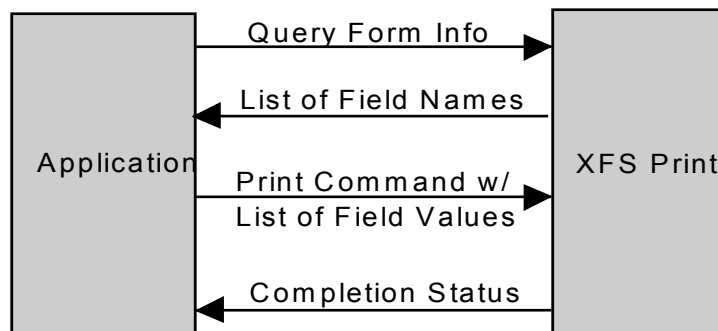 Query Form Info
List of Field Names
Application
XFS Print
Print Command w/
List of Field Values
Completion Status